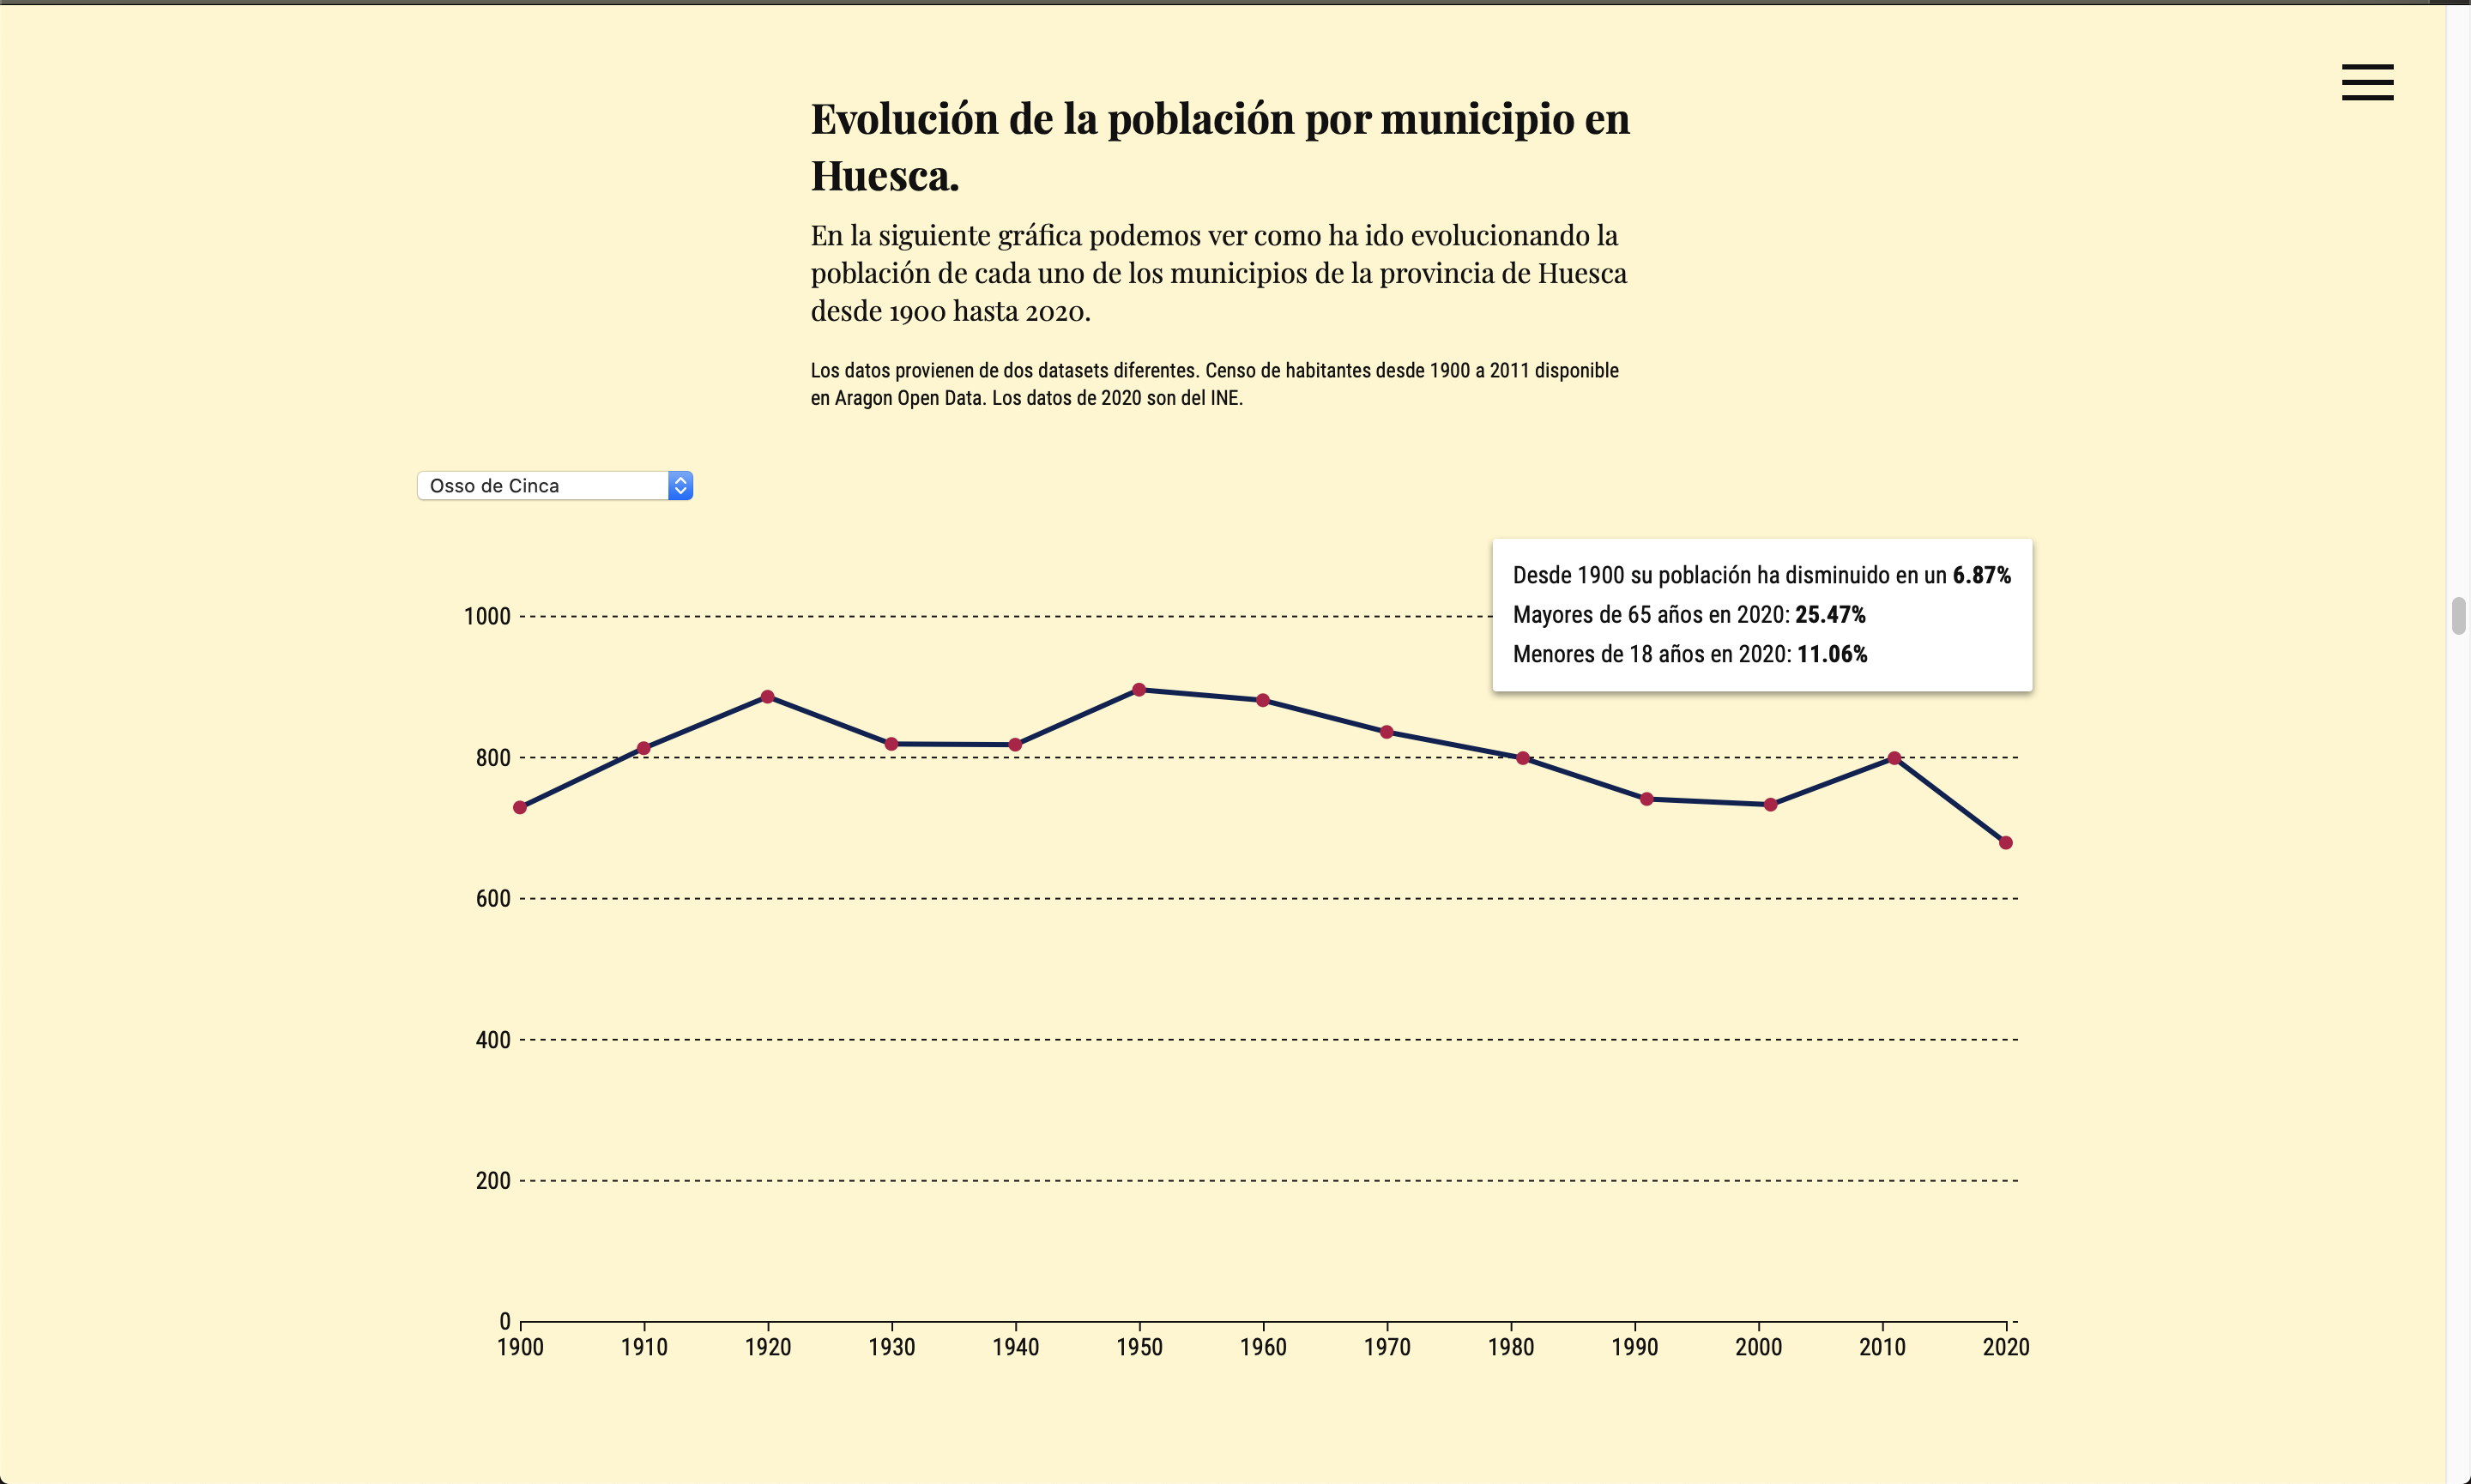 Evolución de la población por municipio en
Huesca.
En la siguiente gráfica podemos ver como ha ido evolucionando la
población de cada uno de los municipios de la provincia de Huesca
desde 1900 hasta 2020.
Los datos provienen de dos datasets diferentes. Censo de habitantes desde 1900 a 2011 disponible
en Aragon Open Data. Los datos de 2020 son del INE.
Osso de Cinca
Desde 1900 su población ha disminuido en un 6.87%
Mayores de 65 años en 2020: 25.47%
Menores de 18 años en 2020: 11.06%
1000
800
600
400
200
0
1900 1910 1920 1930 1940 1950 1960 1970 1980 1990 2000 2010 2020